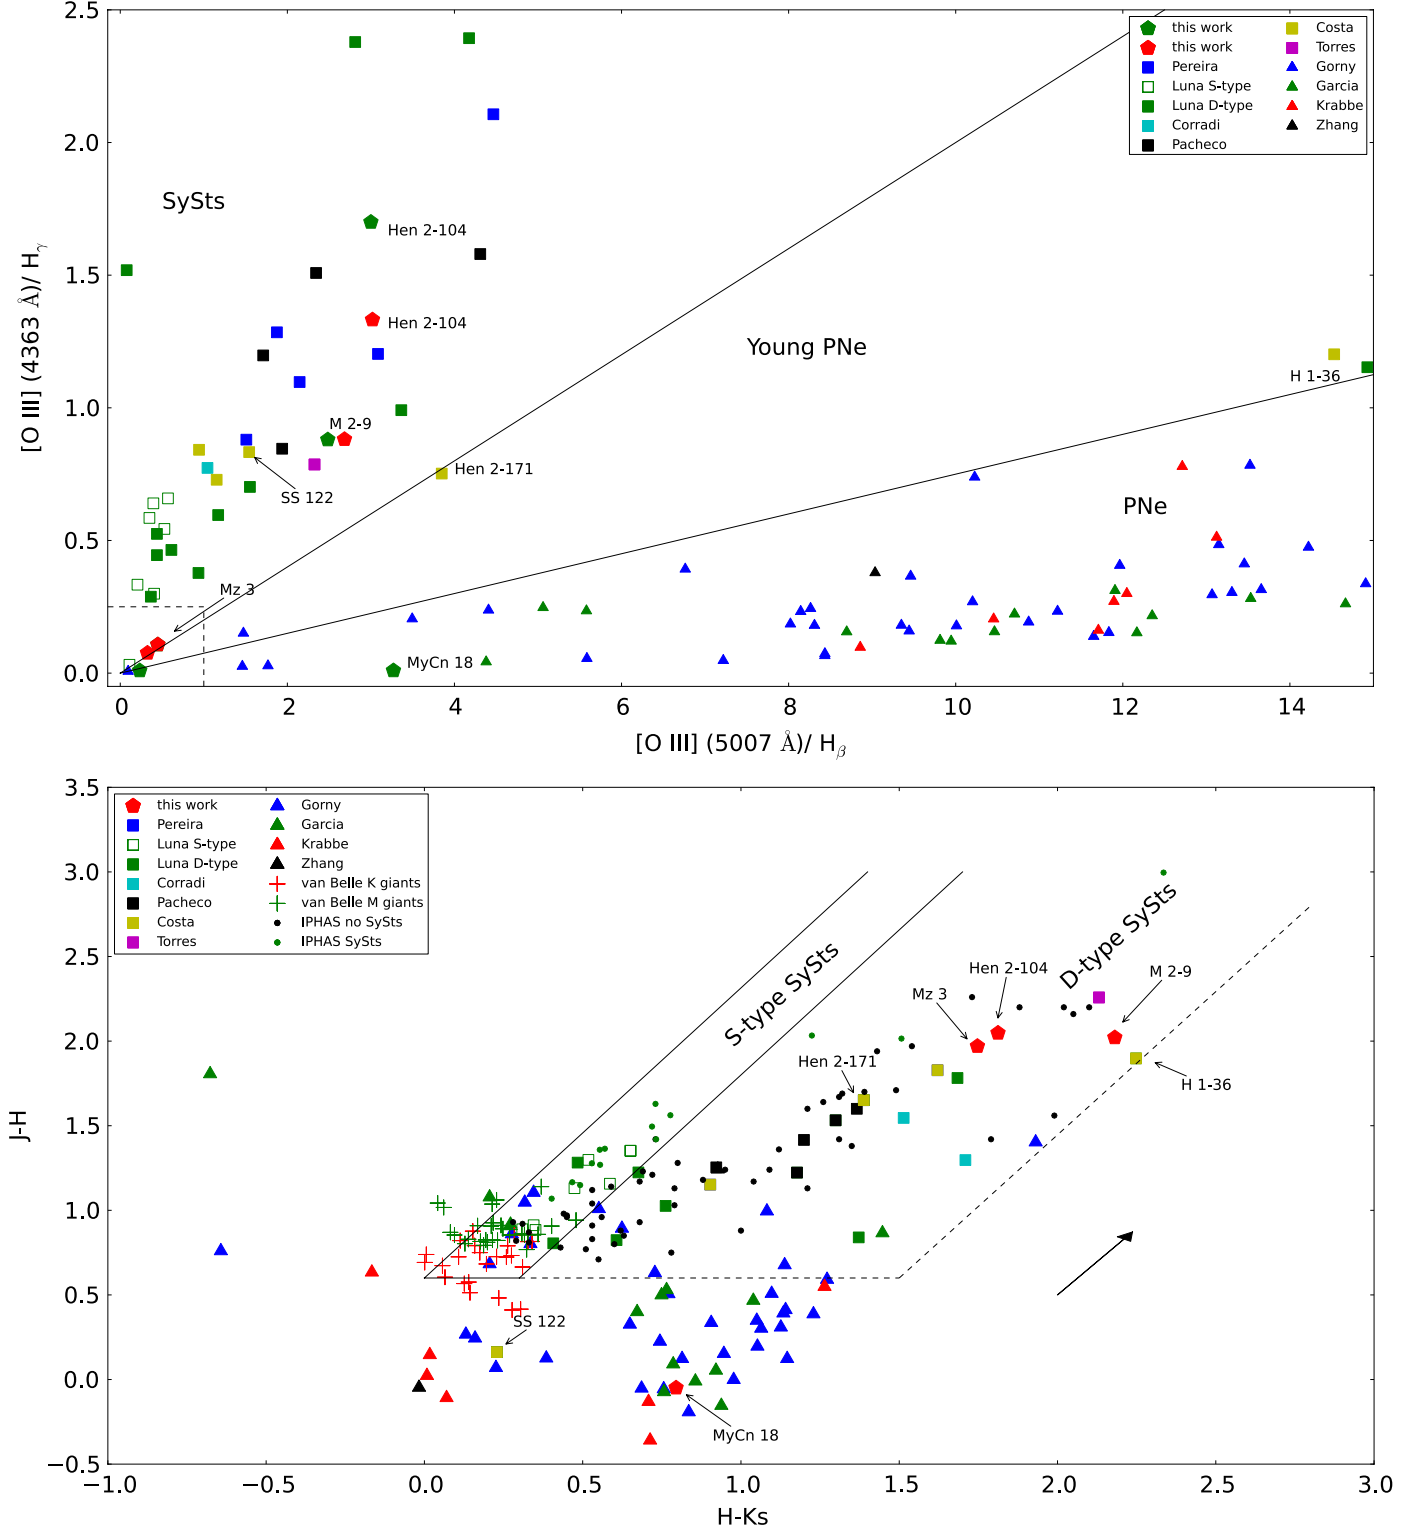 2.5
2.0
1.5
1.0
0.5
0.0
[O III] (4363 Å)/ Hγ
this work
this work
Pereira
Luna S-type
Luna D-type
Corradi
Pacheco
Costa
Torres
Gorny
Garcia
Krabbe
Zhang
SySts
Hen 2-104
Hen 2-104
Young PNe
H 1-36
M 2-9
Hen 2-171
SS 122
PNe
Mz 3
MyCn 18
0
2
4
6
8
10
12
14
[O III] (5007 Å)/ Hβ
3.5
3.0
2.5
2.0
1.5
1.0
0.5
0.0
−0.5
J-H
this work
Pereira
Luna S-type
Luna D-type
Corradi
Pacheco
Costa
Torres
Gorny
Garcia
Krabbe
Zhang
van Belle K giants
van Belle M giants
IPHAS no SySts
IPHAS SySts
S-type SySts
D-type SySts
Hen 2-104
M 2-9
Mz 3
Hen 2-171
H 1-36
SS 122
MyCn 18
−1.0
−0.5
0.0
0.5
1.0
1.5
2.0
2.5
3.0
H-Ks